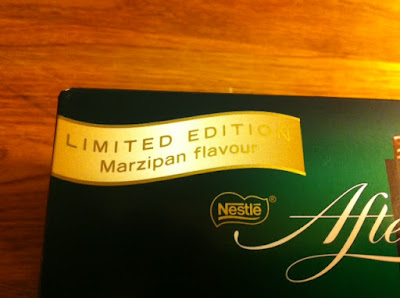 LIMITED EDITION
Marzipan flavour
Nestlé®
Afte